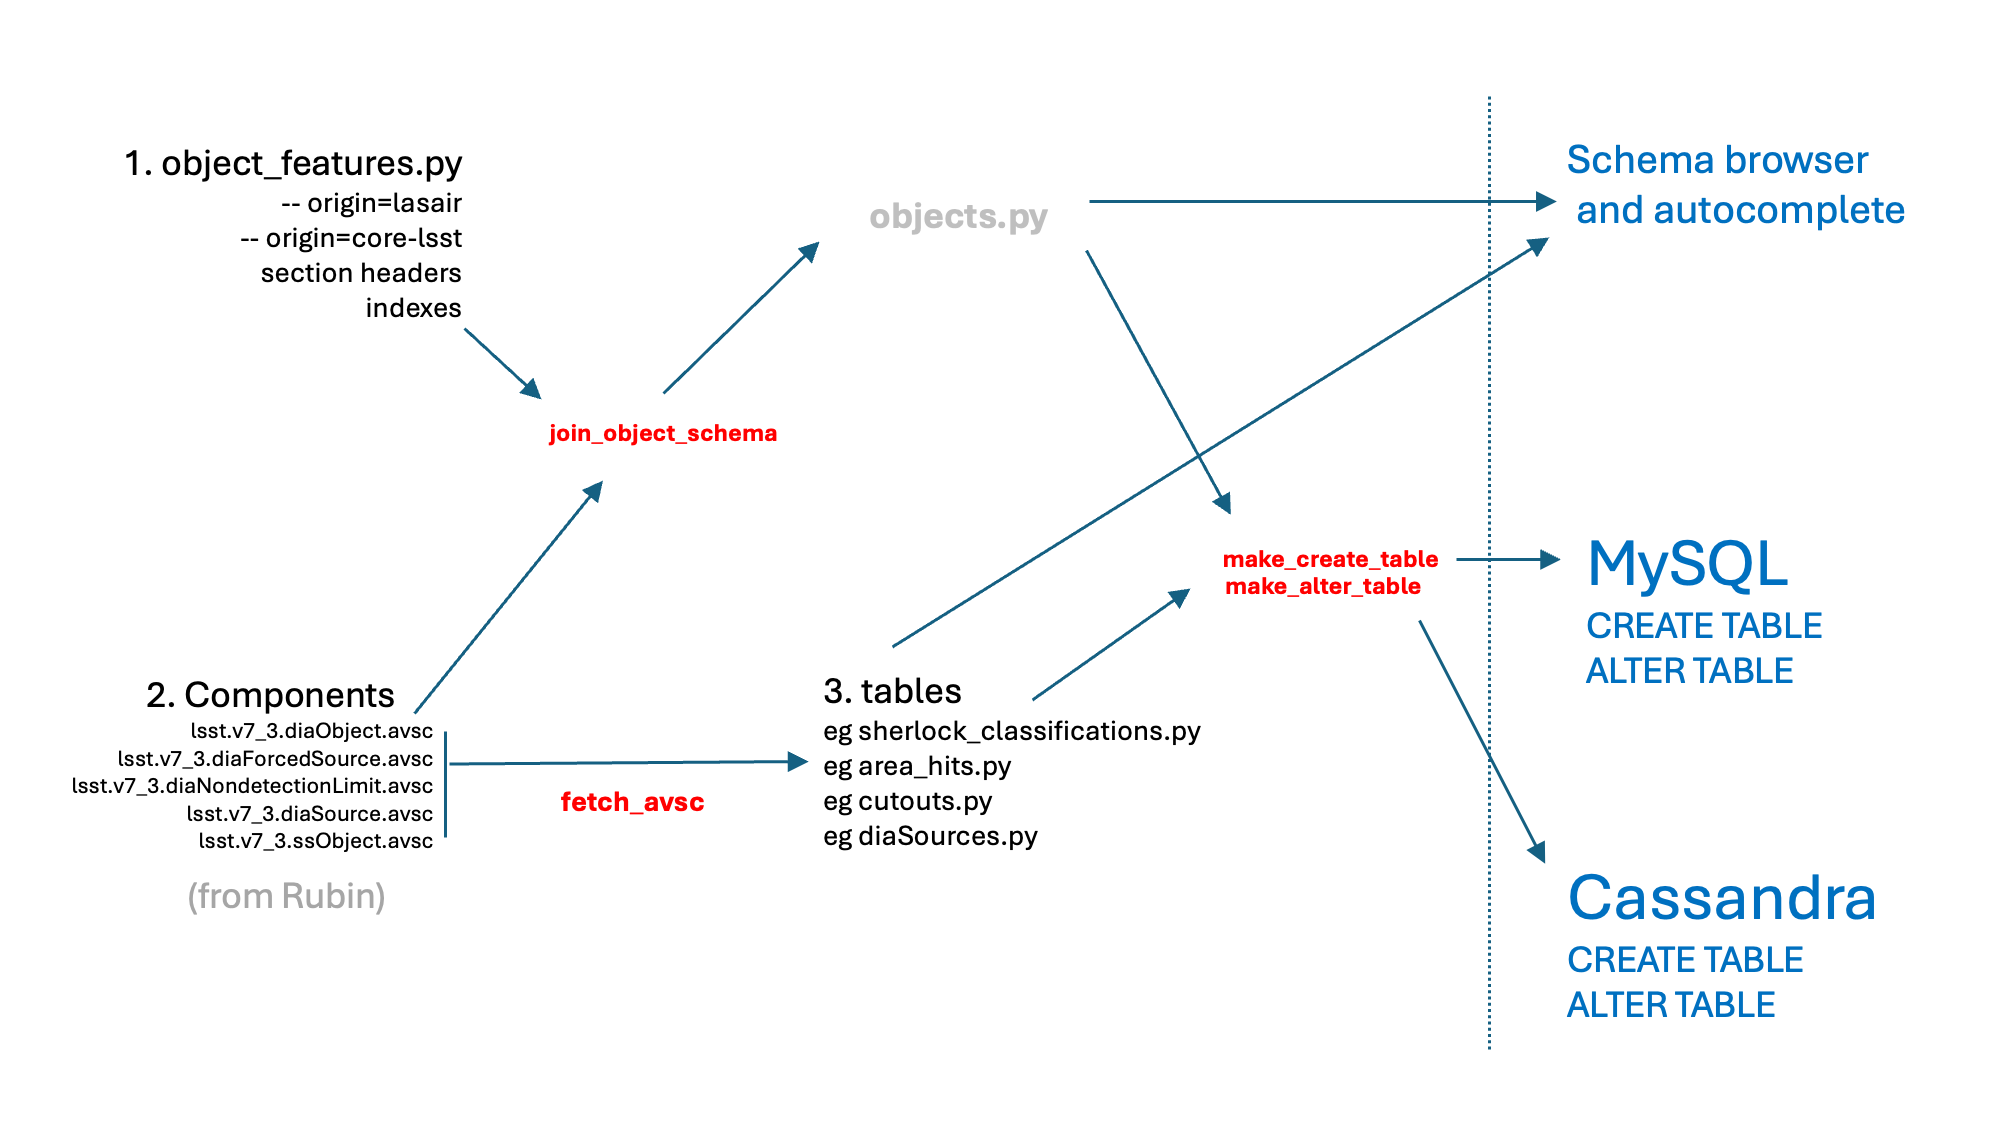 1. object_features.py
-- origin=lasair
-- origin=core-lsst
section headers
indexes
objects.py
Schema browser
and autocomplete
join_object_schema
make_create_table
make_alter_table
MySQL
CREATE TABLE
ALTER TABLE
2. Components
lsst.v7_3.diaObject.avsc
lsst.v7_3.diaForcedSource.avsc
lsst.v7_3.diaNondetectionLimit.avsc
lsst.v7_3.diaSource.avsc
lsst.v7_3.ssObject.avsc
(from Rubin)
fetch_avsc
3. tables
eg sherlock_classifications.py
eg area_hits.py
eg cutouts.py
eg diaSources.py
Cassandra
CREATE TABLE
ALTER TABLE